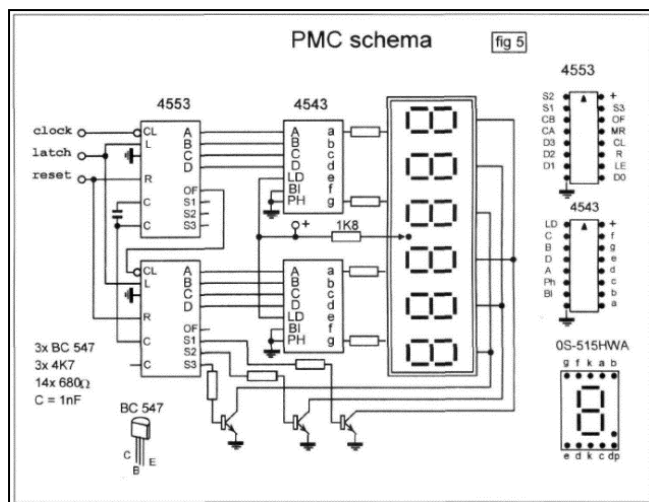 PMC schema
fig 5
4553
4543
clock
latch
reset
CL
L
R
C
C
A
B
C
D
OF
S1
S2
S3
A
B
C
D
LD
BI
PH
a
b
c
d
e
f
g
+
1K8
CL
L
R
C
C
A
B
C
D
OF
S1
S2
S3
A
B
C
D
LD
BI
PH
a
b
c
d
e
f
g
3x BC 547
3x 4K7
14x 680Ω
C = 1nF
BC 547
C
B
E
4553
S2 +
S1 S3
CB OF
CA MR
D3 CL
D2 R
D1 LE
D0
4543
LD +
C f
B g
D e
A d
Ph c
BI b
a
0S-515HWA
g f k a b
e d k c dp